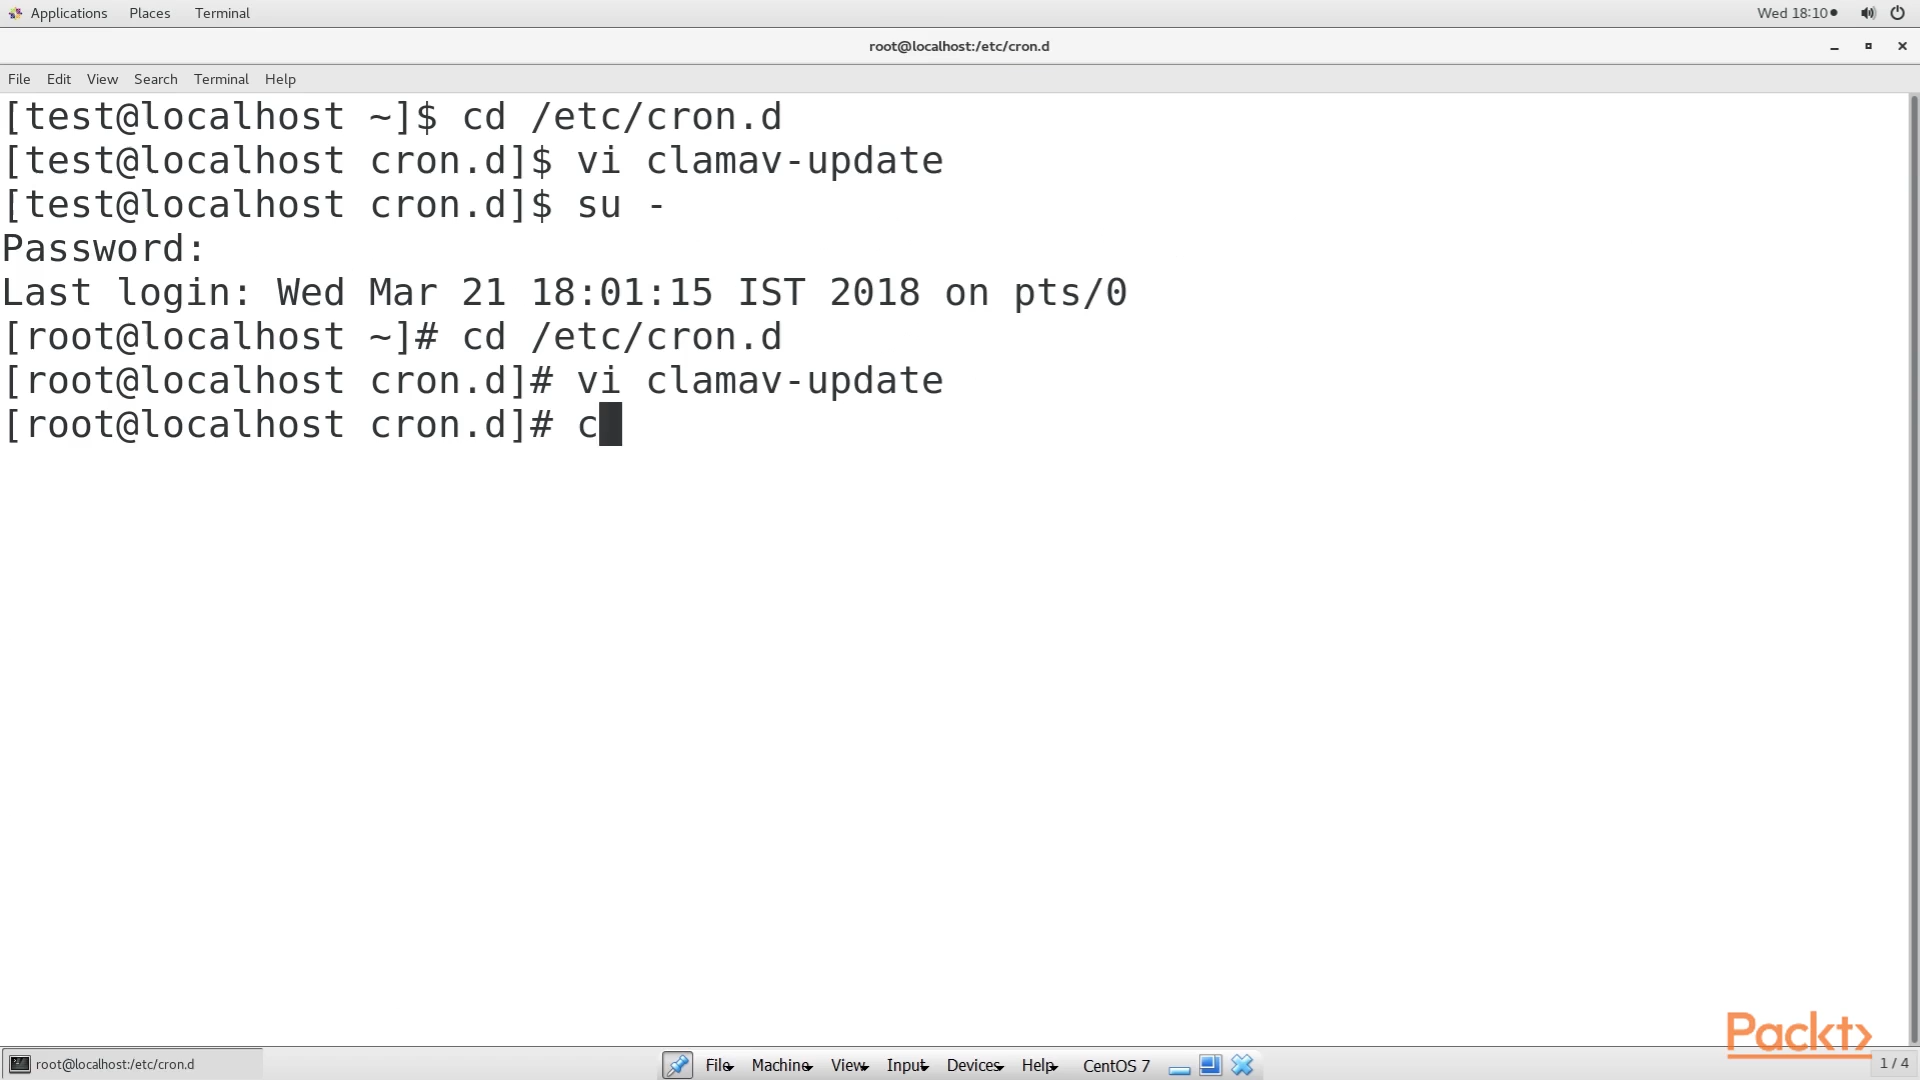 Applications Places Terminal Wed 18:10
root@localhost:/etc/cron.d
File Edit View Search Terminal Help
[test@localhost ~]$ cd /etc/cron.d
[test@localhost cron.d]$ vi clamav-update
[test@localhost cron.d]$ su -
Password:
Last login: Wed Mar 21 18:01:15 IST 2018 on pts/0
[root@localhost ~]# cd /etc/cron.d
[root@localhost cron.d]# vi clamav-update
[root@localhost cron.d]# c
Packt>
root@localhost:/etc/cron.d File Machine View Input Devices Help CentOS 7 1 / 4